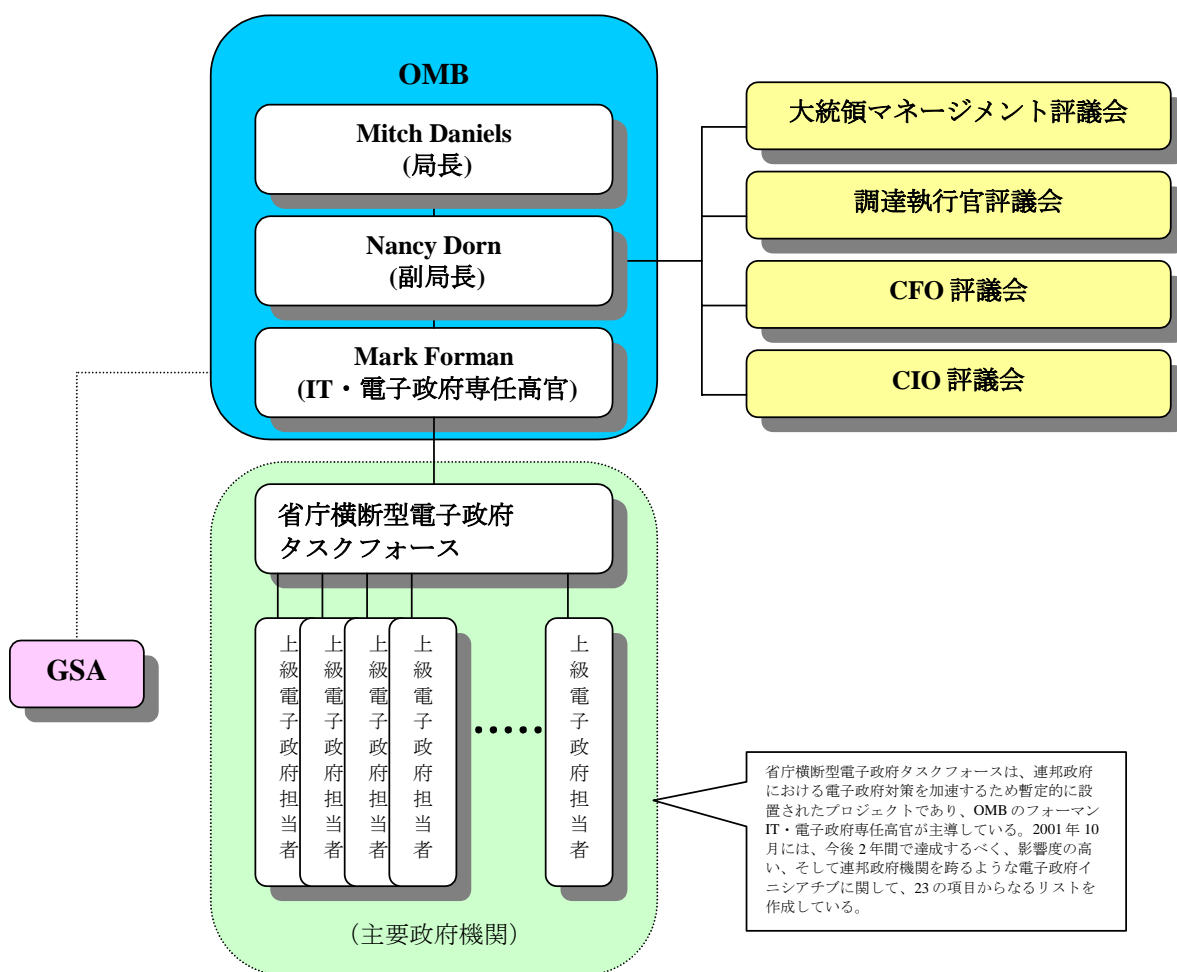 OMB
Mitch Daniels
(局長)
Nancy Dorn
(副局長)
Mark Forman
(IT・電子政府専任高官)
大統領マネージメント評議会
調達執行官評議会
CFO 評議会
CIO 評議会
省庁横断型電子政府
タスクフォース
上級電子政府担当者
上級電子政府担当者
上級電子政府担当者
上級電子政府担当者
•••••
上級電子政府担当者
(主要政府機関)
GSA
省庁横断型電子政府タスクフォースは、連邦政府
における電子政府対策を加速するため暫定的に設
置されたプロジェクトであり、OMB のフォーマン
IT・電子政府専任高官が主導している。2001 年 10
月には、今後 2 年間で達成するべく、影響度の高
い、そして連邦政府機関を跨るような電子政府イ
ニシアチブに関して、23 の項目からなるリストを
作成している。